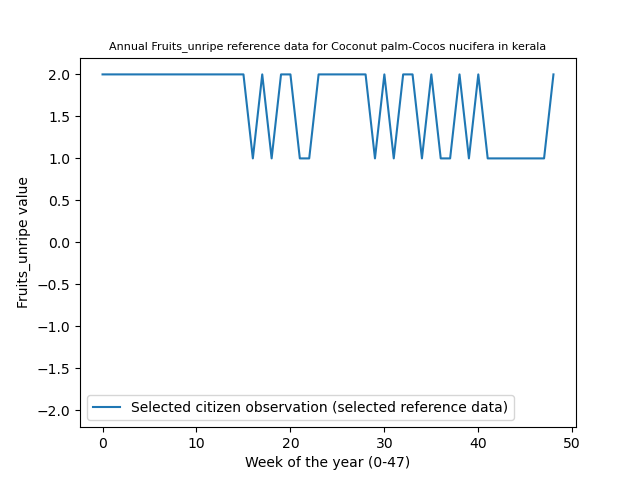 Annual Fruits_unripe reference data for Coconut palm-Cocos nucifera in kerala
2.0
1.5
1.0
0.5
0.0
−0.5
−1.0
−1.5
−2.0
Fruits_unripe value
Selected citizen observation (selected reference data)
0 10 20 30 40 50
Week of the year (0-47)